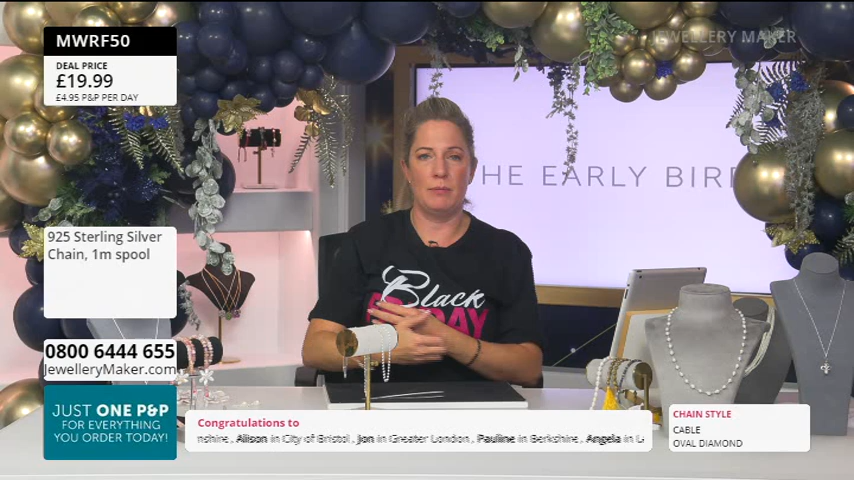 MWRF50
DEAL PRICE
£19.99
£4.95 P&P PER DAY
JEWELLERY MAKER
THE EARLY BIR
Black
925 Sterling Silver
Chain, 1m spool
0800 6444 655
JewelleryMaker.com
JUST ONE P&P
FOR EVERYTHING
YOU ORDER TODAY!
Congratulations to
nshire, Alison in City of Bristol, Jon in Greater London, Pauline in Berkshire, Angela in
CHAIN STYLE
CABLE
OVAL DIAMOND